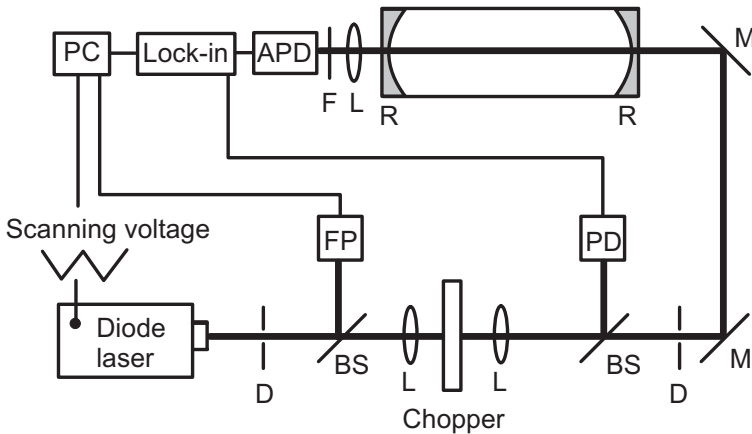 PC
Lock-in
APD
F
L
R
R
M
Scanning voltage
FP
PD
Diode
laser
D
BS
L
Chopper
L
BS
D
M